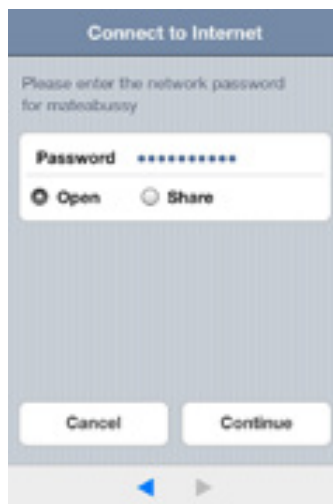 Connect to Internet
Please enter the network password
for mateabussy
Password ••••••••••
Open Share
Cancel Continue